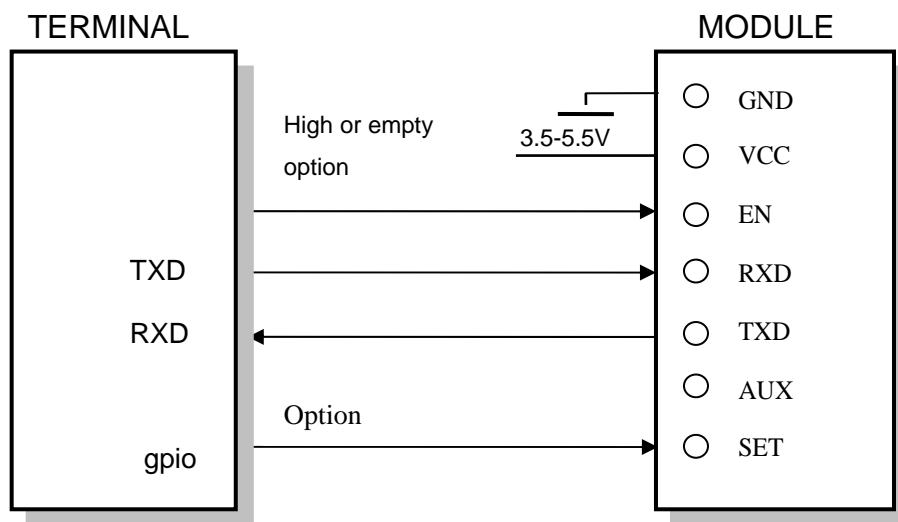 TERMINAL
MODULE
GND
High or empty
option
3.5-5.5V
VCC
EN
TXD
RXD
RXD
TXD
AUX
Option
gpio
SET